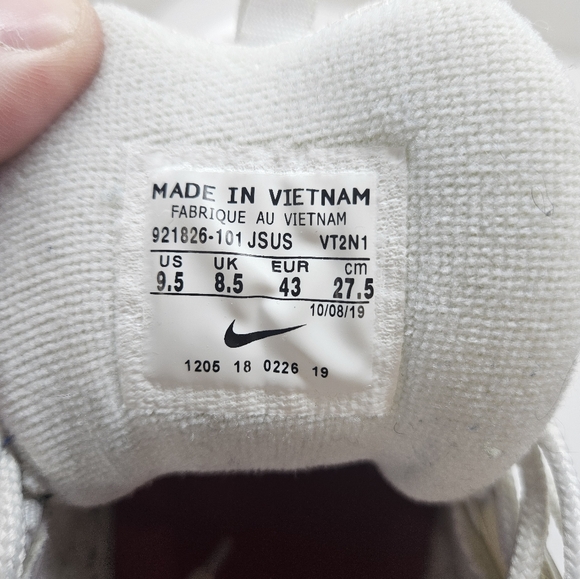 MADE IN VIETNAM
FABRIQUE AU VIETNAM
921826-101 JSUS VT2N1
US UK EUR cm
9.5 8.5 43 27.5
10/08/19
1205 18 0226 19